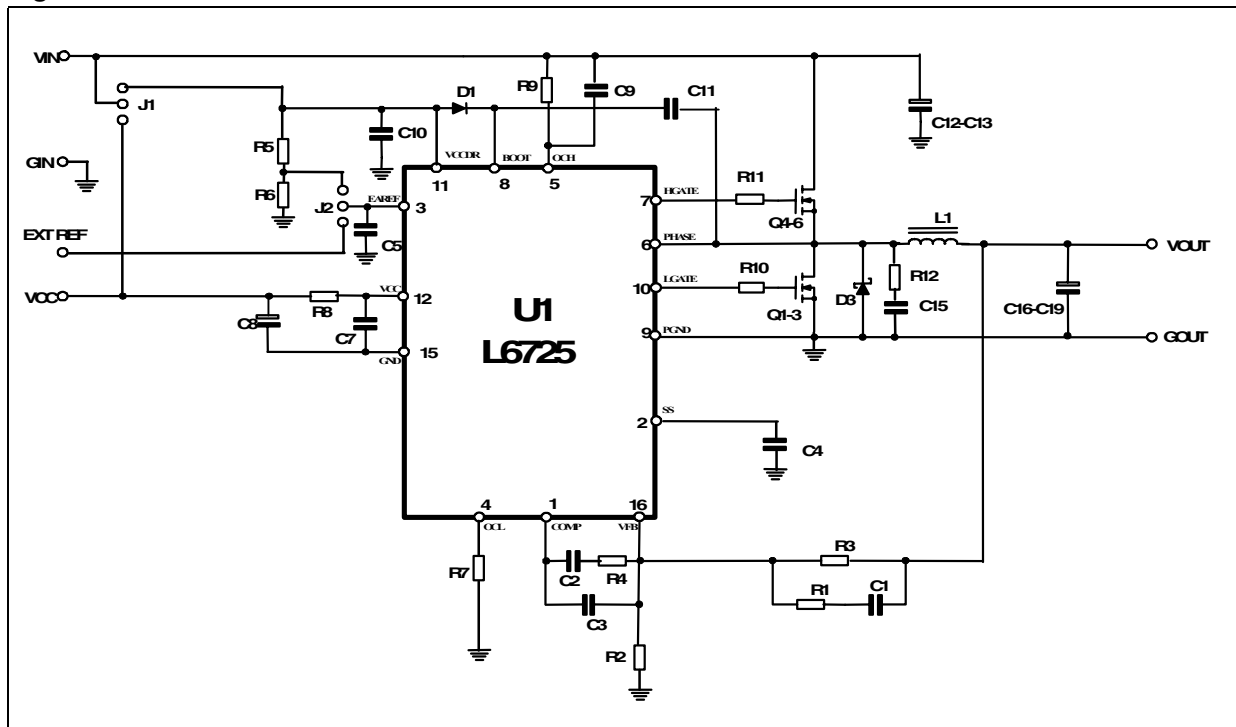 VIN
J1
R9
C9
D1
C11
C12-C13
C10
R5
GIN
VCCDR
BOOT
OCH
11
8
5
R6
J2
EAREF
3
C5
HGATE
7
R11
Q4-6
EXT REF
PHASE
6
L1
VOUT
R12
VCC
VCC
12
R8
C8
C7
LGATE
10
R10
Q1-3
D3
C15
C16-C19
U1
L6725
15
GND
PGND
9
GOUT
SS
2
C4
4
1
16
OCL
COMP
VFB
R7
C2
R4
C3
R3
R1
C1
R2